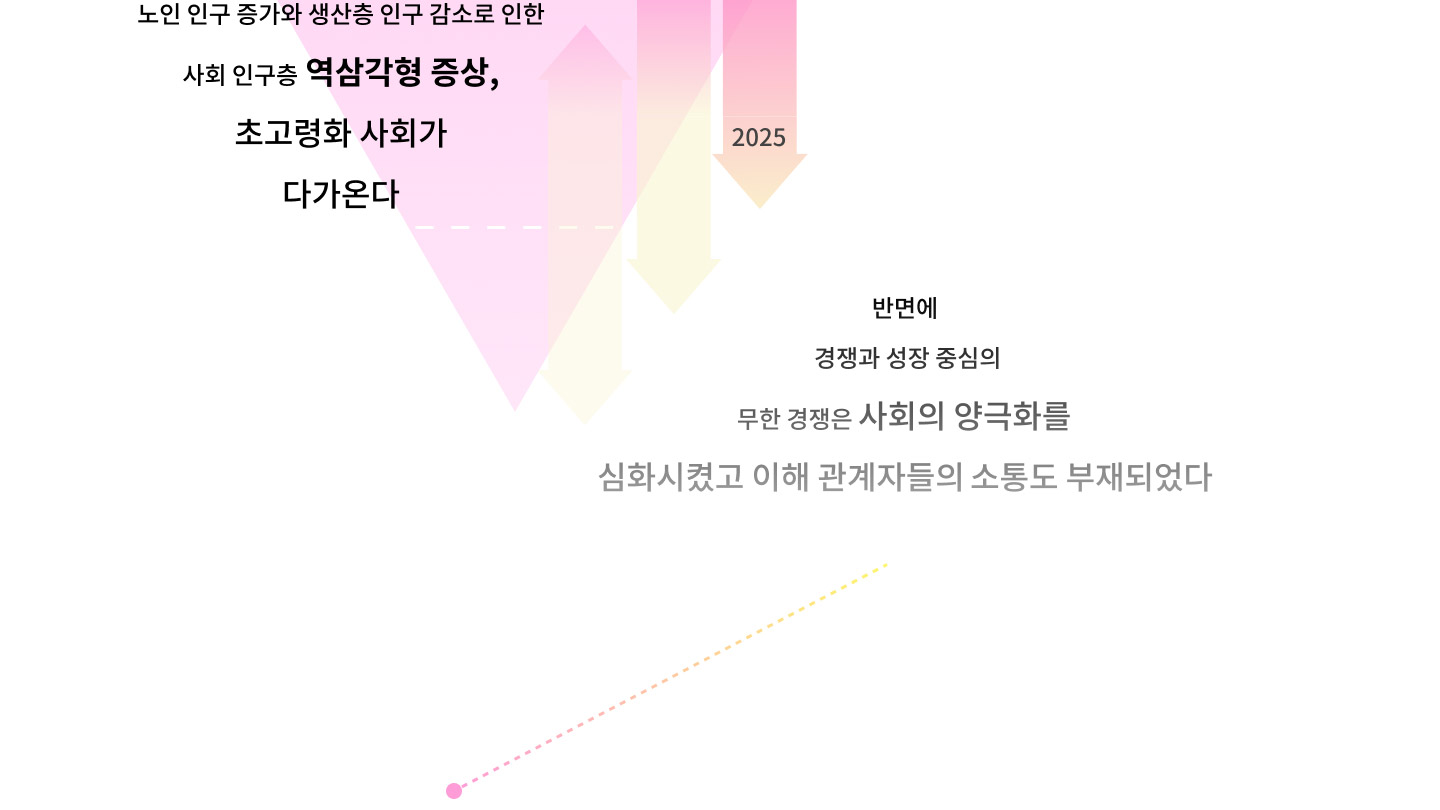 노인 인구 증가와 생산층 인구 감소로 인한
사회 인구층 역삼각형 증상,
초고령화 사회가
다가온다
2025
반면에
경쟁과 성장 중심의
무한 경쟁은 사회의 양극화를
심화시켰고 이해 관계자들의 소통도 부재되었다